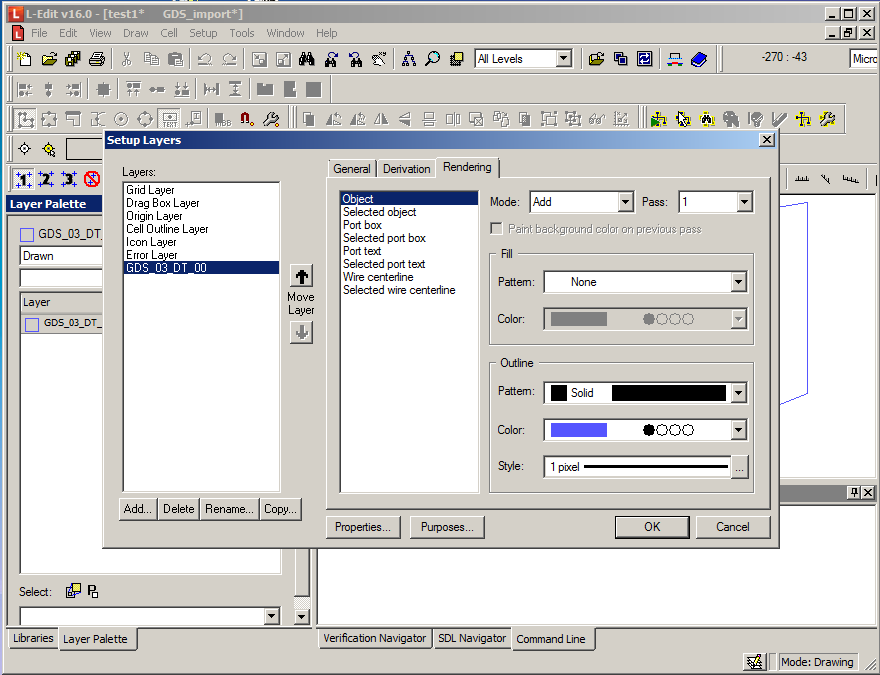 L-Edit v16.0 - [test1* GDS_import*]
File Edit View Draw Cell Setup Tools Window Help
All Levels
-270 : -43
Micro
TEXT
MBB
1 2 3
Setup Layers
Layers:
Grid Layer
Drag Box Layer
Origin Layer
Cell Outline Layer
Icon Layer
Error Layer
GDS_03_DT_00
Move
Layer
Add... Delete Rename... Copy...
General Derivation Rendering
Object
Selected object
Port box
Selected port box
Port text
Selected port text
Wire centerline
Selected wire centerline
Mode: Add Pass: 1
Paint background color on previous pass
Fill
Pattern: None
Color:
Outline
Pattern: Solid
Color:
Style: 1 pixel ...
Properties... Purposes... OK Cancel
Layer Palette
GDS_03_DT_
Drawn
Layer
GDS_03_DT_
Select:
Libraries Layer Palette
Verification Navigator SDL Navigator Command Line
Mode: Drawing